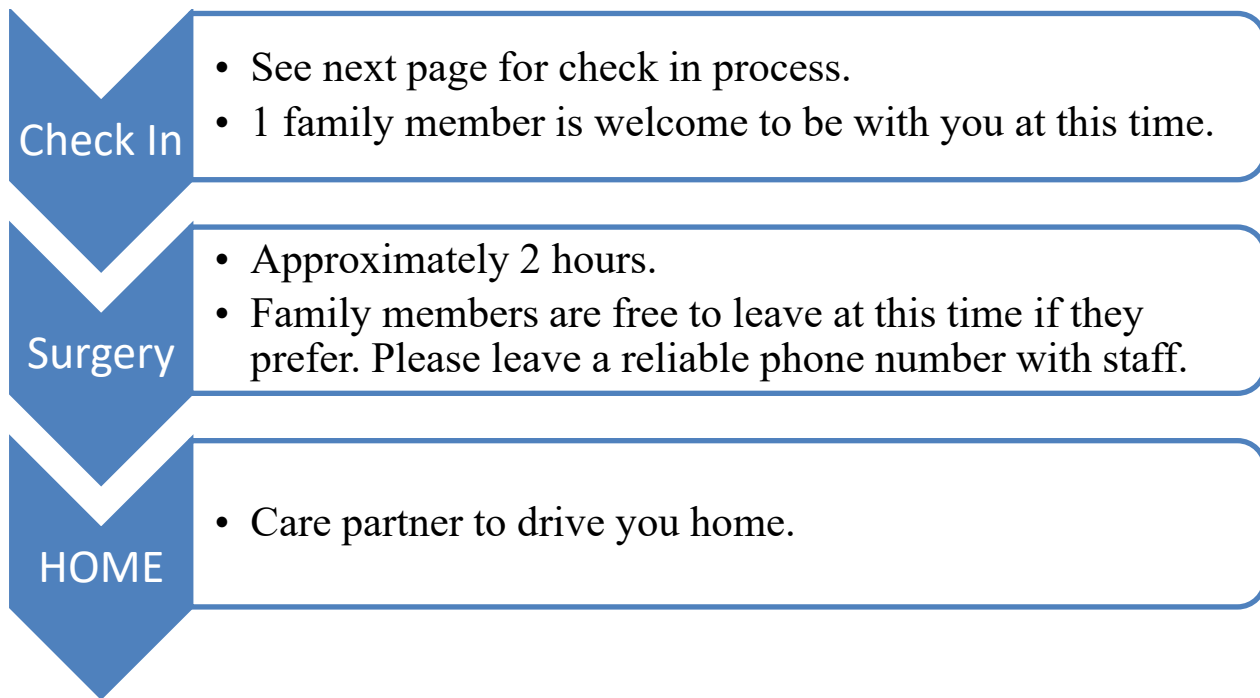 Check In
• See next page for check in process.
• 1 family member is welcome to be with you at this time.
Surgery
• Approximately 2 hours.
• Family members are free to leave at this time if they
prefer. Please leave a reliable phone number with staff.
HOME
• Care partner to drive you home.